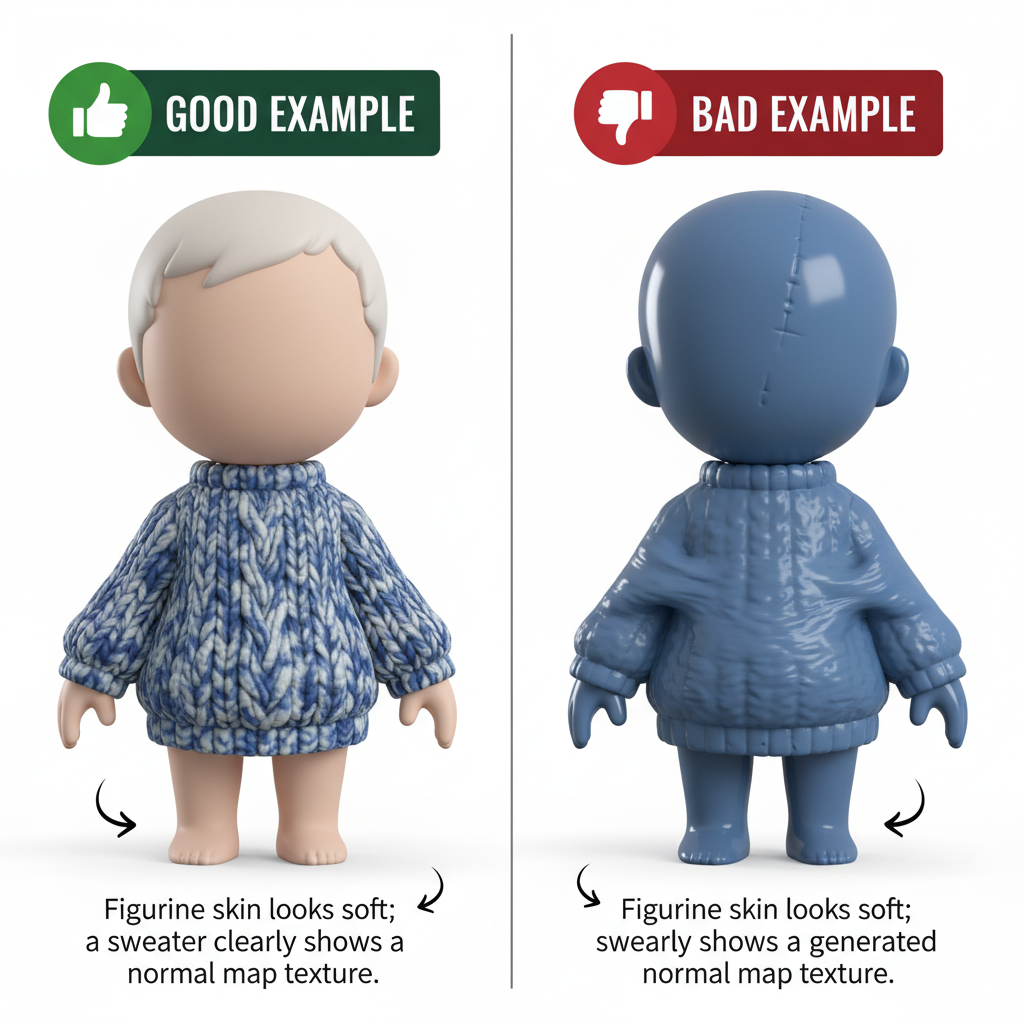 GOOD EXAMPLE
Figurine skin looks soft;
a sweater clearly shows a
normal map texture.
BAD EXAMPLE
Figurine skin looks soft;
swearly shows a generated
normal map texture.